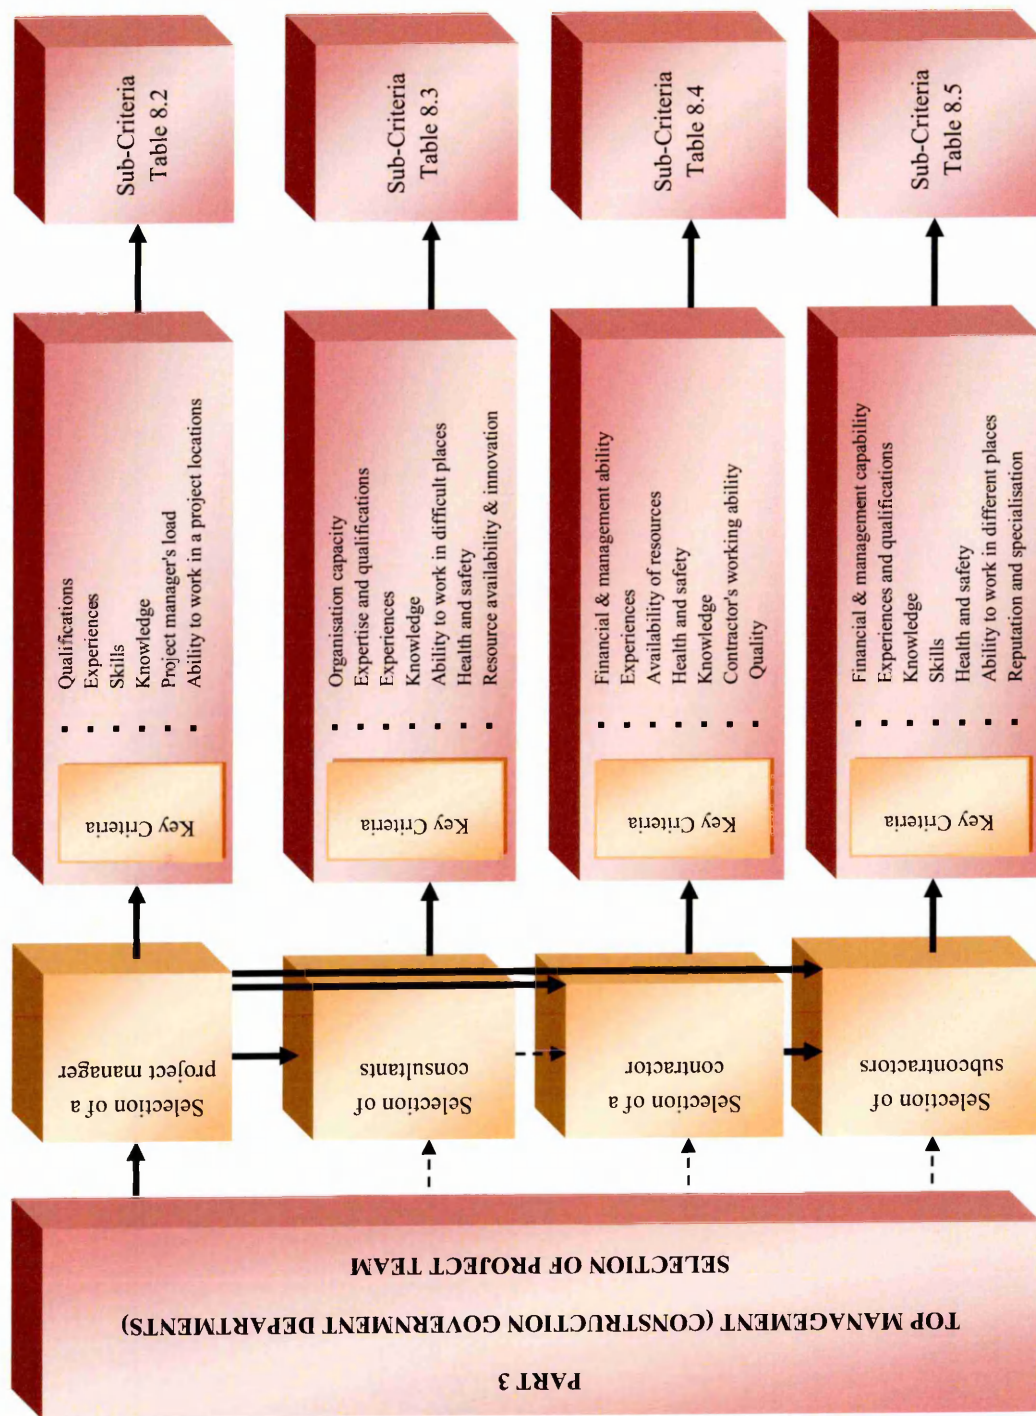 PART 3
TOP MANAGEMENT (CONSTRUCTION GOVERNMENT DEPARTMENTS)
SELECTION OF PROJECT TEAM
Selection of a
project manager
Key Criteria
▪ Qualifications
▪ Experiences
▪ Skills
▪ Knowledge
▪ Project manager's load
▪ Ability to work in a project locations
Sub-Criteria
Table 8.2
Selection of
consultants
Key Criteria
▪ Organisation capacity
▪ Expertise and qualifications
▪ Experiences
▪ Knowledge
▪ Ability to work in difficult places
▪ Health and safety
▪ Resource availability & innovation
Sub-Criteria
Table 8.3
Selection of a
contractor
Key Criteria
▪ Financial & management ability
▪ Experiences
▪ Availability of resources
▪ Health and safety
▪ Knowledge
▪ Contractor's working ability
▪ Quality
Sub-Criteria
Table 8.4
Selection of
subcontractors
Key Criteria
▪ Financial & management capability
▪ Experiences and qualifications
▪ Knowledge
▪ Skills
▪ Health and safety
▪ Ability to work in different places
▪ Reputation and specialisation
Sub-Criteria
Table 8.5